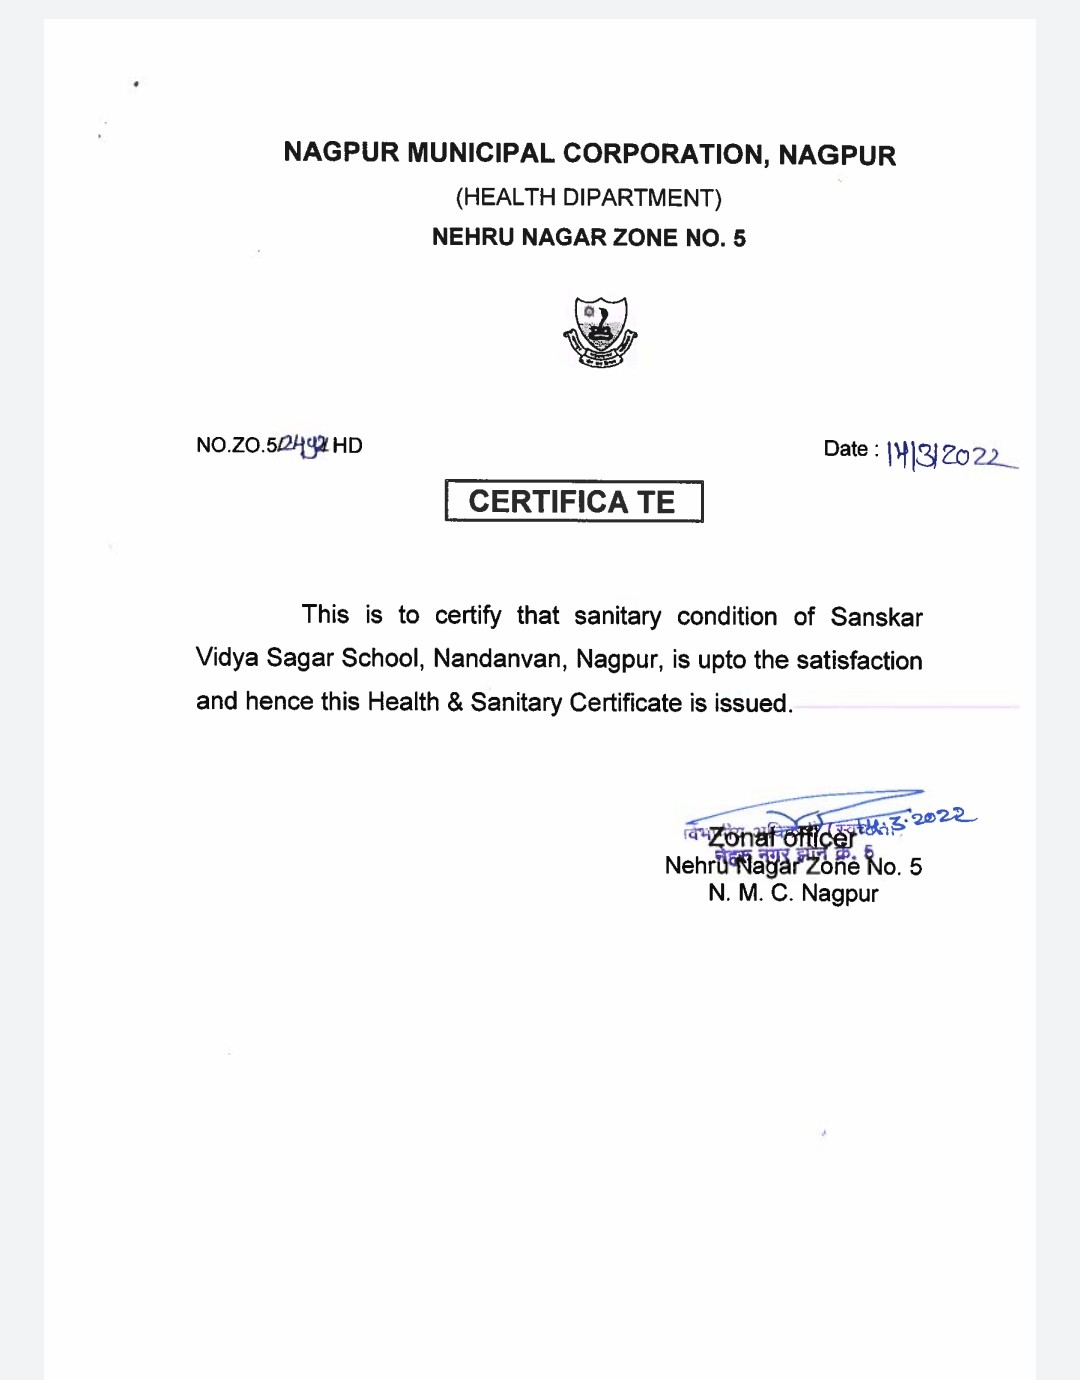 NAGPUR MUNICIPAL CORPORATION, NAGPUR
(HEALTH DIPARTMENT)
NEHRU NAGAR ZONE NO. 5
NO.ZO.5/ HD
Date : 14/3/2022
CERTIFICA TE
This is to certify that sanitary condition of Sanskar
Vidya Sagar School, Nandanvan, Nagpur, is upto the satisfaction
and hence this Health & Sanitary Certificate is issued.
14.3.2022
Zonal officer
नेहरु नगर झोन क्र. 5
Nehru Nagar Zone No. 5
N. M. C. Nagpur